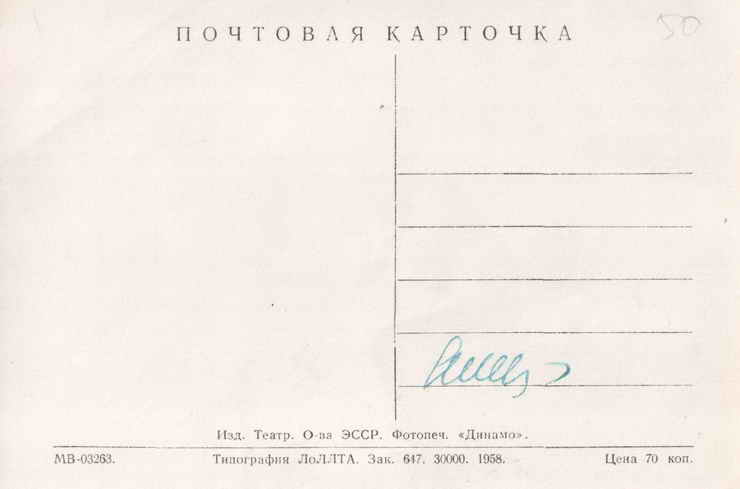 ПОЧТОВАЯ КАРТОЧКА
50
Изд. Театр. О-ва ЭССР. Фотопеч. «Динамо».
МВ-03263. Типография ЛоЛЛТА. Зак. 647. 30000. 1958. Цена 70 коп.